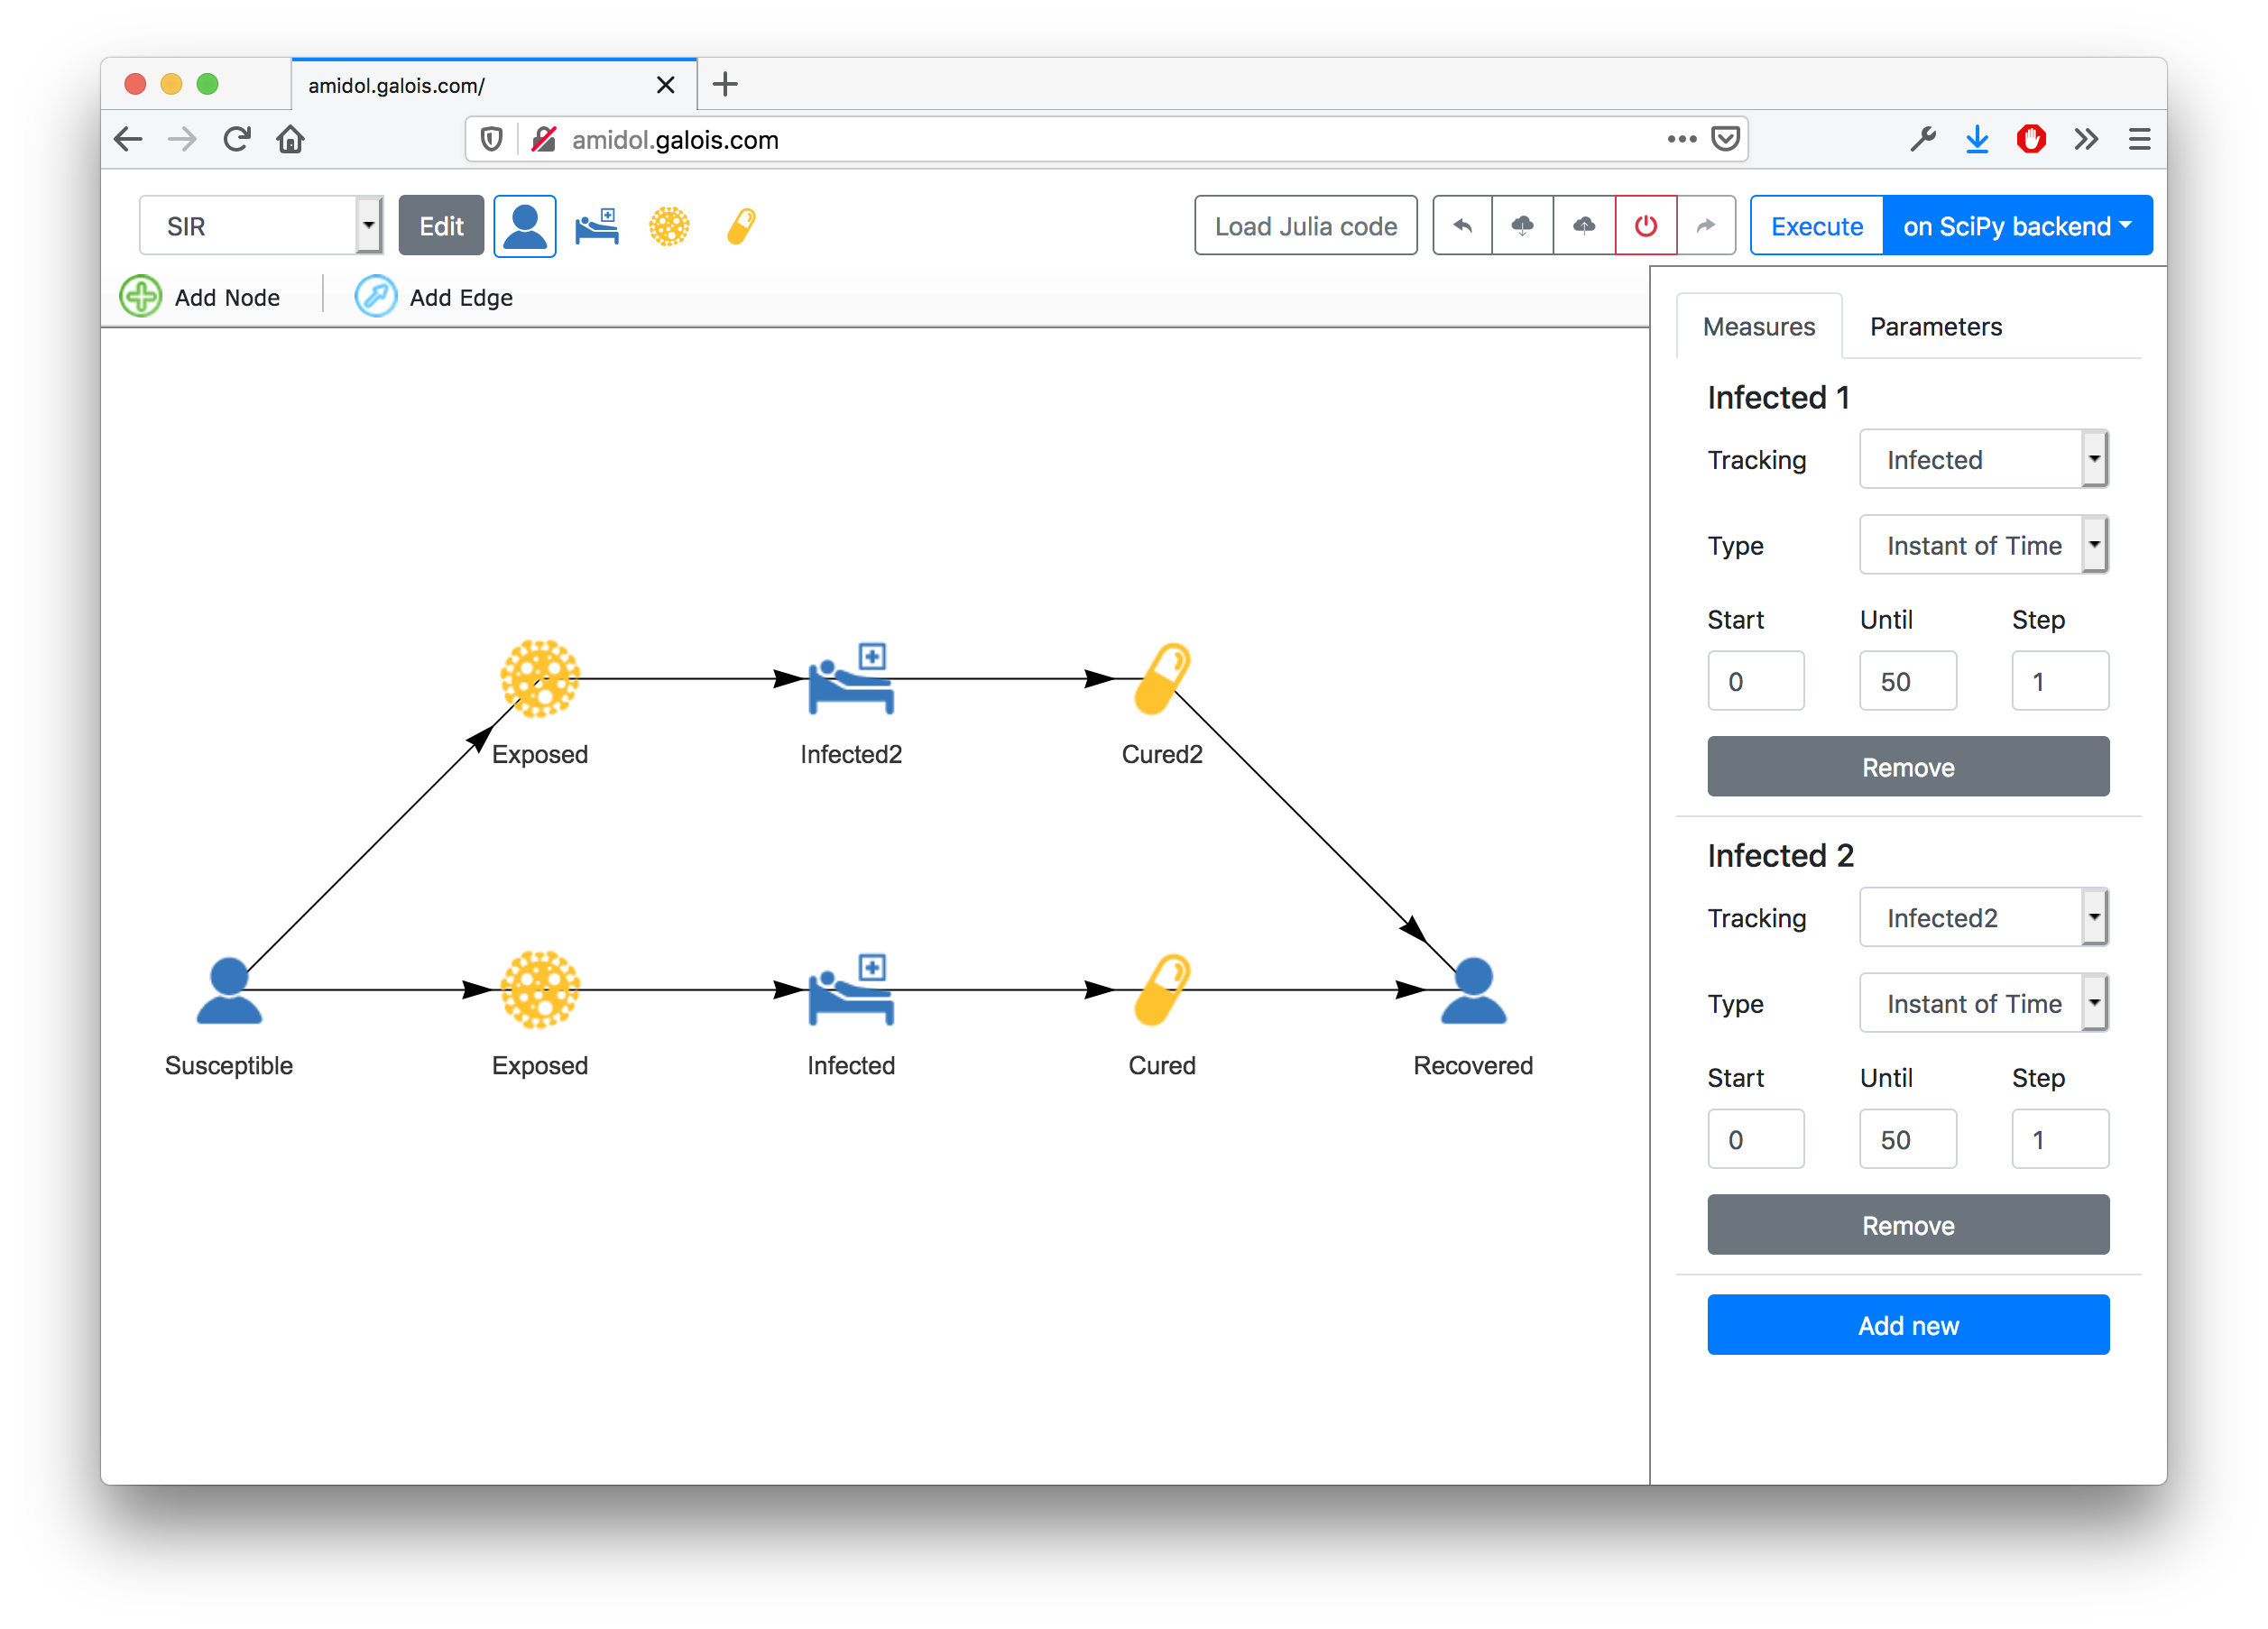 amidol.galois.com/
amidol.galois.com
SIR
Edit
Load Julia code
Execute
on SciPy backend
Add Node
Add Edge
Exposed
Infected2
Cured2
Susceptible
Exposed
Infected
Cured
Recovered
Measures
Parameters
Infected 1
Tracking Infected
Type Instant of Time
Start Until Step
0 50 1
Remove
Infected 2
Tracking Infected2
Type Instant of Time
Start Until Step
0 50 1
Remove
Add new